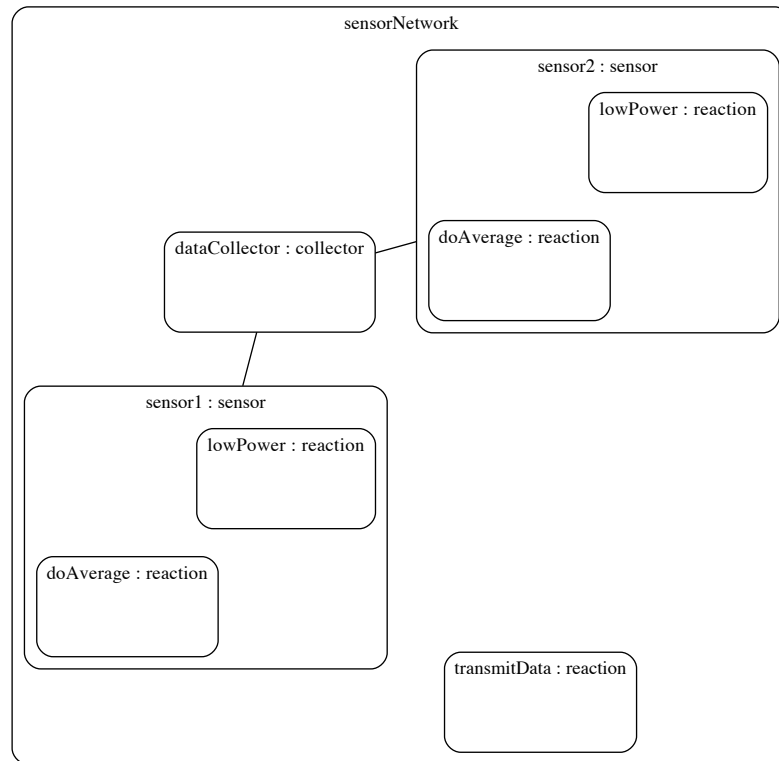 sensorNetwork
sensor2 : sensor
lowPower : reaction
doAverage : reaction
dataCollector : collector
sensor1 : sensor
lowPower : reaction
doAverage : reaction
transmitData : reaction